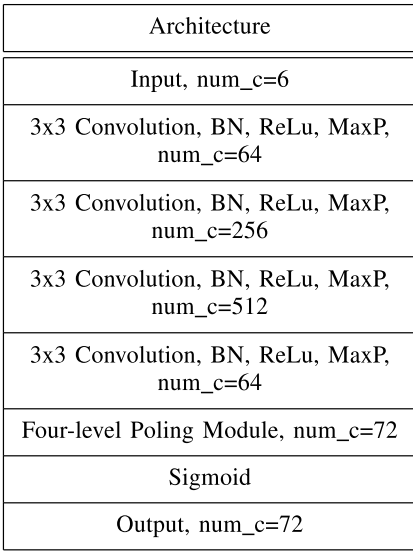 Architecture
Input, num_c=6
3x3 Convolution, BN, ReLu, MaxP,
num_c=64
3x3 Convolution, BN, ReLu, MaxP,
num_c=256
3x3 Convolution, BN, ReLu, MaxP,
num_c=512
3x3 Convolution, BN, ReLu, MaxP,
num_c=64
Four-level Poling Module, num_c=72
Sigmoid
Output, num_c=72